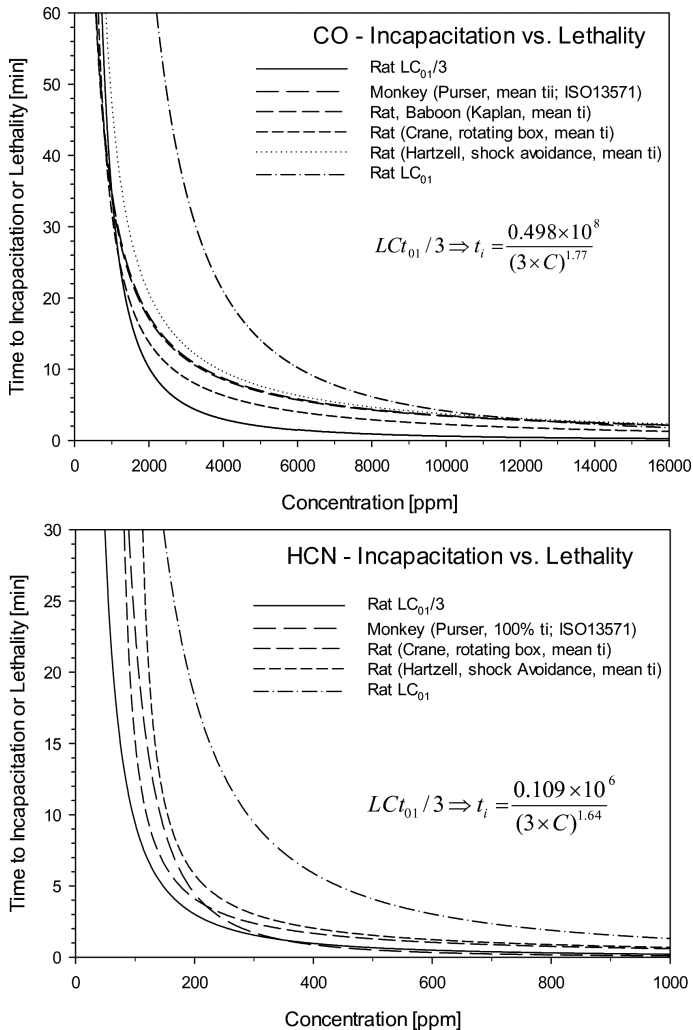 CO - Incapacitation vs. Lethality
Rat LC01/3
Monkey (Purser, mean tii; ISO13571)
Rat, Baboon (Kaplan, mean ti)
Rat (Crane, rotating box, mean ti)
Rat (Hartzell, shock avoidance, mean ti)
Rat LC01
LCt01 / 3 ⇒ ti = 0.498×10^8 / (3×C)^1.77
Time to Incapacitation or Lethality [min]
60
50
40
30
20
10
0
0 2000 4000 6000 8000 10000 12000 14000 16000
Concentration [ppm]
HCN - Incapacitation vs. Lethality
Rat LC01/3
Monkey (Purser, 100% ti; ISO13571)
Rat (Crane, rotating box, mean ti)
Rat (Hartzell, shock Avoidance, mean ti)
Rat LC01
LCt01 / 3 ⇒ ti = 0.109×10^6 / (3×C)^1.64
Time to Incapacitation or Lethality [min]
30
25
20
15
10
5
0
0 200 400 600 800 1000
Concentration [ppm]